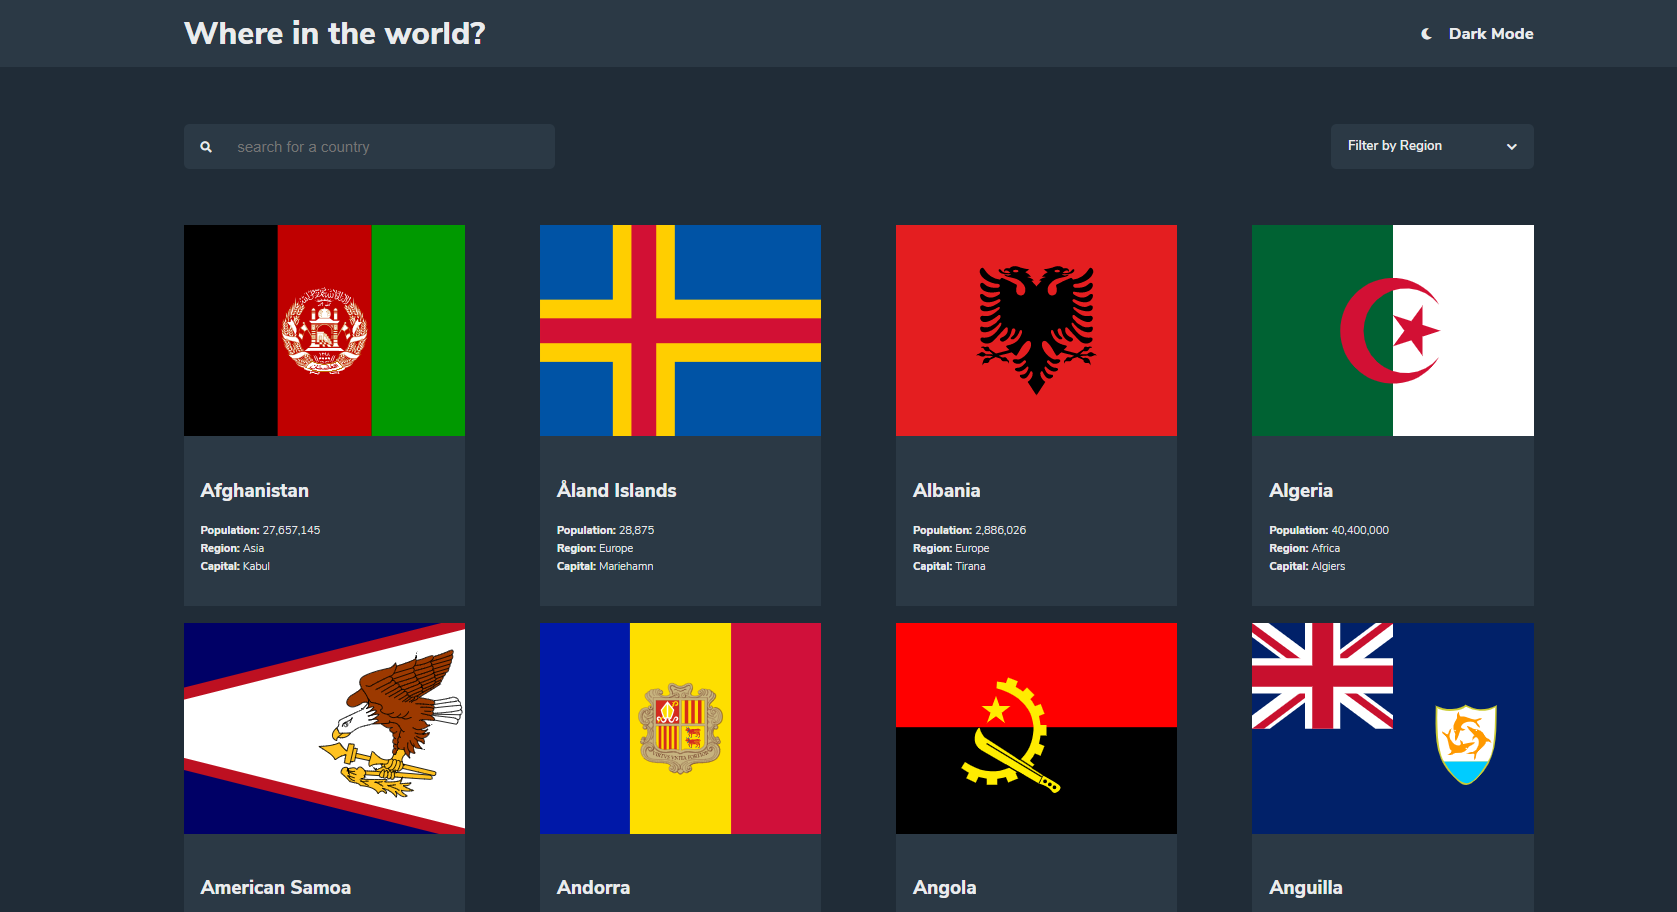 Where in the world?
Dark Mode
search for a country
Filter by Region
Afghanistan
Population: 27,657,145
Region: Asia
Capital: Kabul
Åland Islands
Population: 28,875
Region: Europe
Capital: Mariehamn
Albania
Population: 2,886,026
Region: Europe
Capital: Tirana
Algeria
Population: 40,400,000
Region: Africa
Capital: Algiers
American Samoa
Andorra
Angola
Anguilla